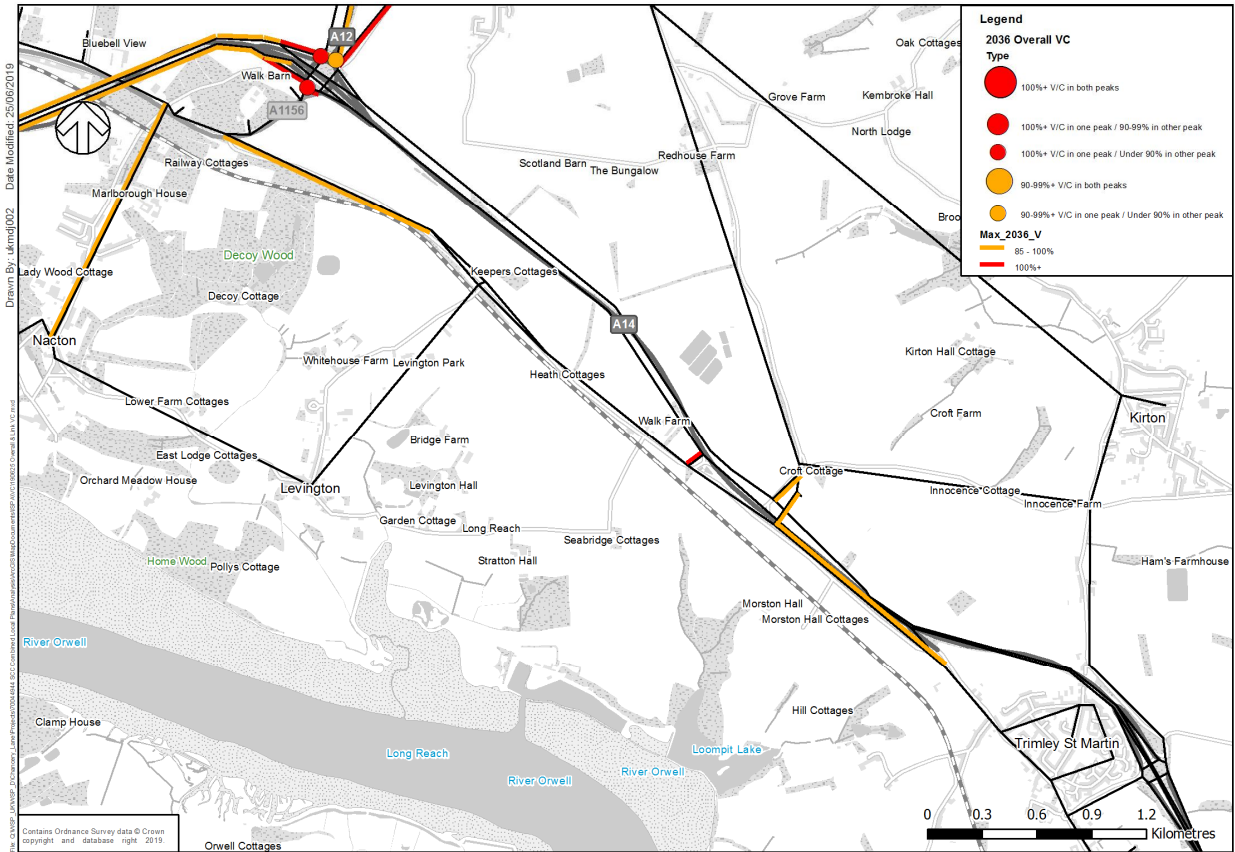 Date Modified: 25/06/2019
Drawn By: ukmdj002
Bluebell View
A12
Walk Barn
A1156
Railway Cottages
Marlborough House
Decoy Wood
Lady Wood Cottage
Decoy Cottage
Keepers Cottages
Nacton
Whitehouse Farm
Levington Park
Heath Cottages
Lower Farm Cottages
East Lodge Cottages
Orchard Meadow House
Bridge Farm
Levington Hall
Levington
Garden Cottage
Long Reach
Seabridge Cottages
Stratton Hall
Home Wood
Pollys Cottage
River Orwell
Clamp House
Long Reach
River Orwell
River Orwell
Loompit Lake
Orwell Cottages
Scotland Barn
The Bungalow
Redhouse Farm
Grove Farm
Oak Cottages
Kembroke Hall
North Lodge
Broo
A14
Walk Farm
Kirton Hall Cottage
Croft Farm
Kirton
Croft Cottage
Innocence Cottage
Innocence Farm
Ham's Farmhouse
Morston Hall
Morston Hall Cottages
Hill Cottages
Trimley St Martin
Legend
2036 Overall VC
Type
100%+ V/C in both peaks
100%+ V/C in one peak / 90-99% in other peak
100%+ V/C in one peak / Under 90% in other peak
90-99%+ V/C in both peaks
90-99%+ V/C in one peak / Under 90% in other peak
Max_2036_V
85 - 100%
100%+
0 0.3 0.6 0.9 1.2
Kilometres
Contains Ordnance Survey data © Crown
copyright and database right 2019.